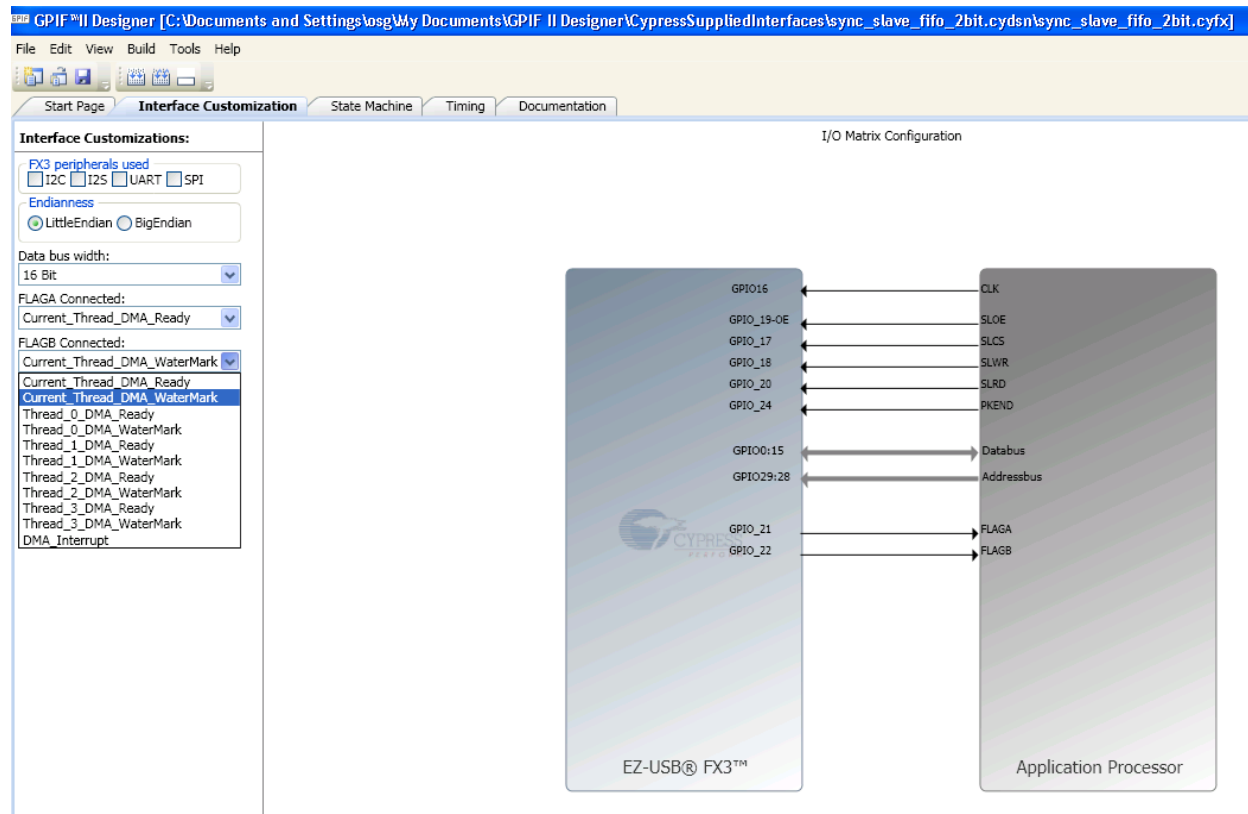 GPIF GPIF™II Designer [C:\Documents and Settings\osg\My Documents\GPIF II Designer\CypressSuppliedInterfaces\sync_slave_fifo_2bit.cydsn\sync_slave_fifo_2bit.cyfx]
File Edit View Build Tools Help
Start Page Interface Customization State Machine Timing Documentation
Interface Customizations:
FX3 peripherals used
I2C I2S UART SPI
Endianness
LittleEndian BigEndian
Data bus width:
16 Bit
FLAGA Connected:
Current_Thread_DMA_Ready
FLAGB Connected:
Current_Thread_DMA_WaterMark
Current_Thread_DMA_Ready
Current_Thread_DMA_WaterMark
Thread_0_DMA_Ready
Thread_0_DMA_WaterMark
Thread_1_DMA_Ready
Thread_1_DMA_WaterMark
Thread_2_DMA_Ready
Thread_2_DMA_WaterMark
Thread_3_DMA_Ready
Thread_3_DMA_WaterMark
DMA_Interrupt
I/O Matrix Configuration
GPIO16 CLK
GPIO_19-OE SLOE
GPIO_17 SLCS
GPIO_18 SLWR
GPIO_20 SLRD
GPIO_24 PKEND
GPIO0:15 Databus
GPIO29:28 Addressbus
GPIO_21 FLAGA
CYPRESS
GPIO_22 FLAGB
EZ-USB® FX3™ Application Processor